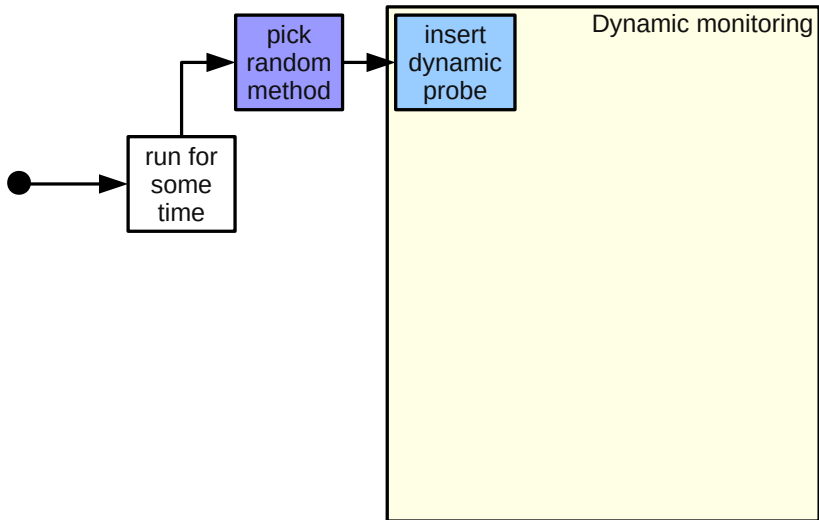 Dynamic monitoring
pick
random
method
insert
dynamic
probe
run for
some
time